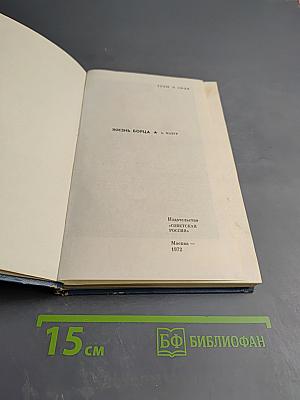 ЖИЗНЬ БОРЦА ★
Издательство
«СОВЕТСКАЯ
РОССИЯ»
Москва —
1972
15 см
БФ БИБЛИОФАН